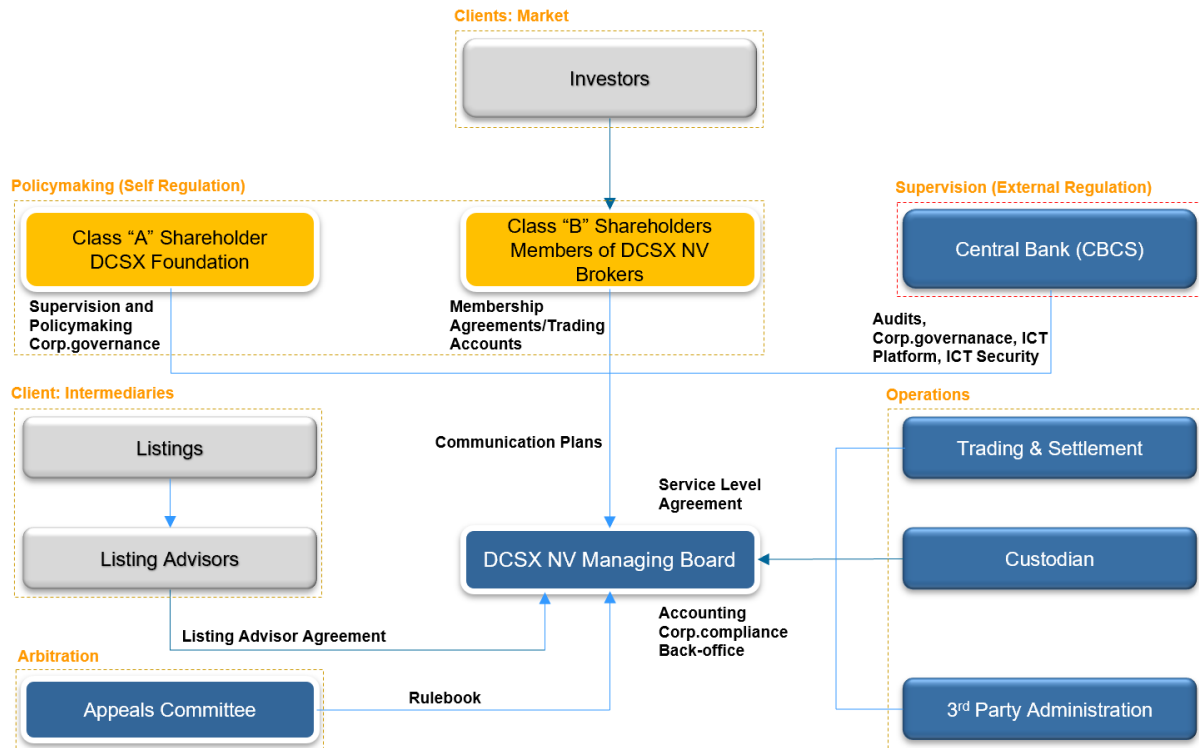 Clients: Market
Investors
Policymaking (Self Regulation)
Class “A” Shareholder
DCSX Foundation
Supervision and
Policymaking
Corp.governance
Class “B” Shareholders
Members of DCSX NV
Brokers
Membership
Agreements/Trading
Accounts
Supervision (External Regulation)
Central Bank (CBCS)
Audits,
Corp.governanace, ICT
Platform, ICT Security
Client: Intermediaries
Listings
Listing Advisors
Listing Advisor Agreement
Communication Plans
Service Level
Agreement
DCSX NV Managing Board
Accounting
Corp.compliance
Back-office
Operations
Trading & Settlement
Custodian
3rd Party Administration
Arbitration
Appeals Committee
Rulebook